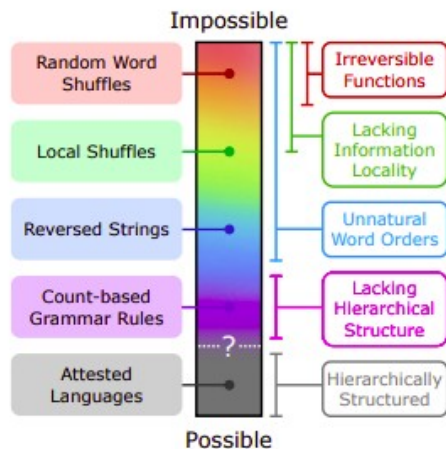 Impossible
Random Word
Shuffles
Irreversible
Functions
Local Shuffles
Lacking
Information
Locality
Reversed Strings
Unnatural
Word Orders
Count-based
Grammar Rules
Lacking
Hierarchical
Structure
?
Attested
Languages
Hierarchically
Structured
Possible